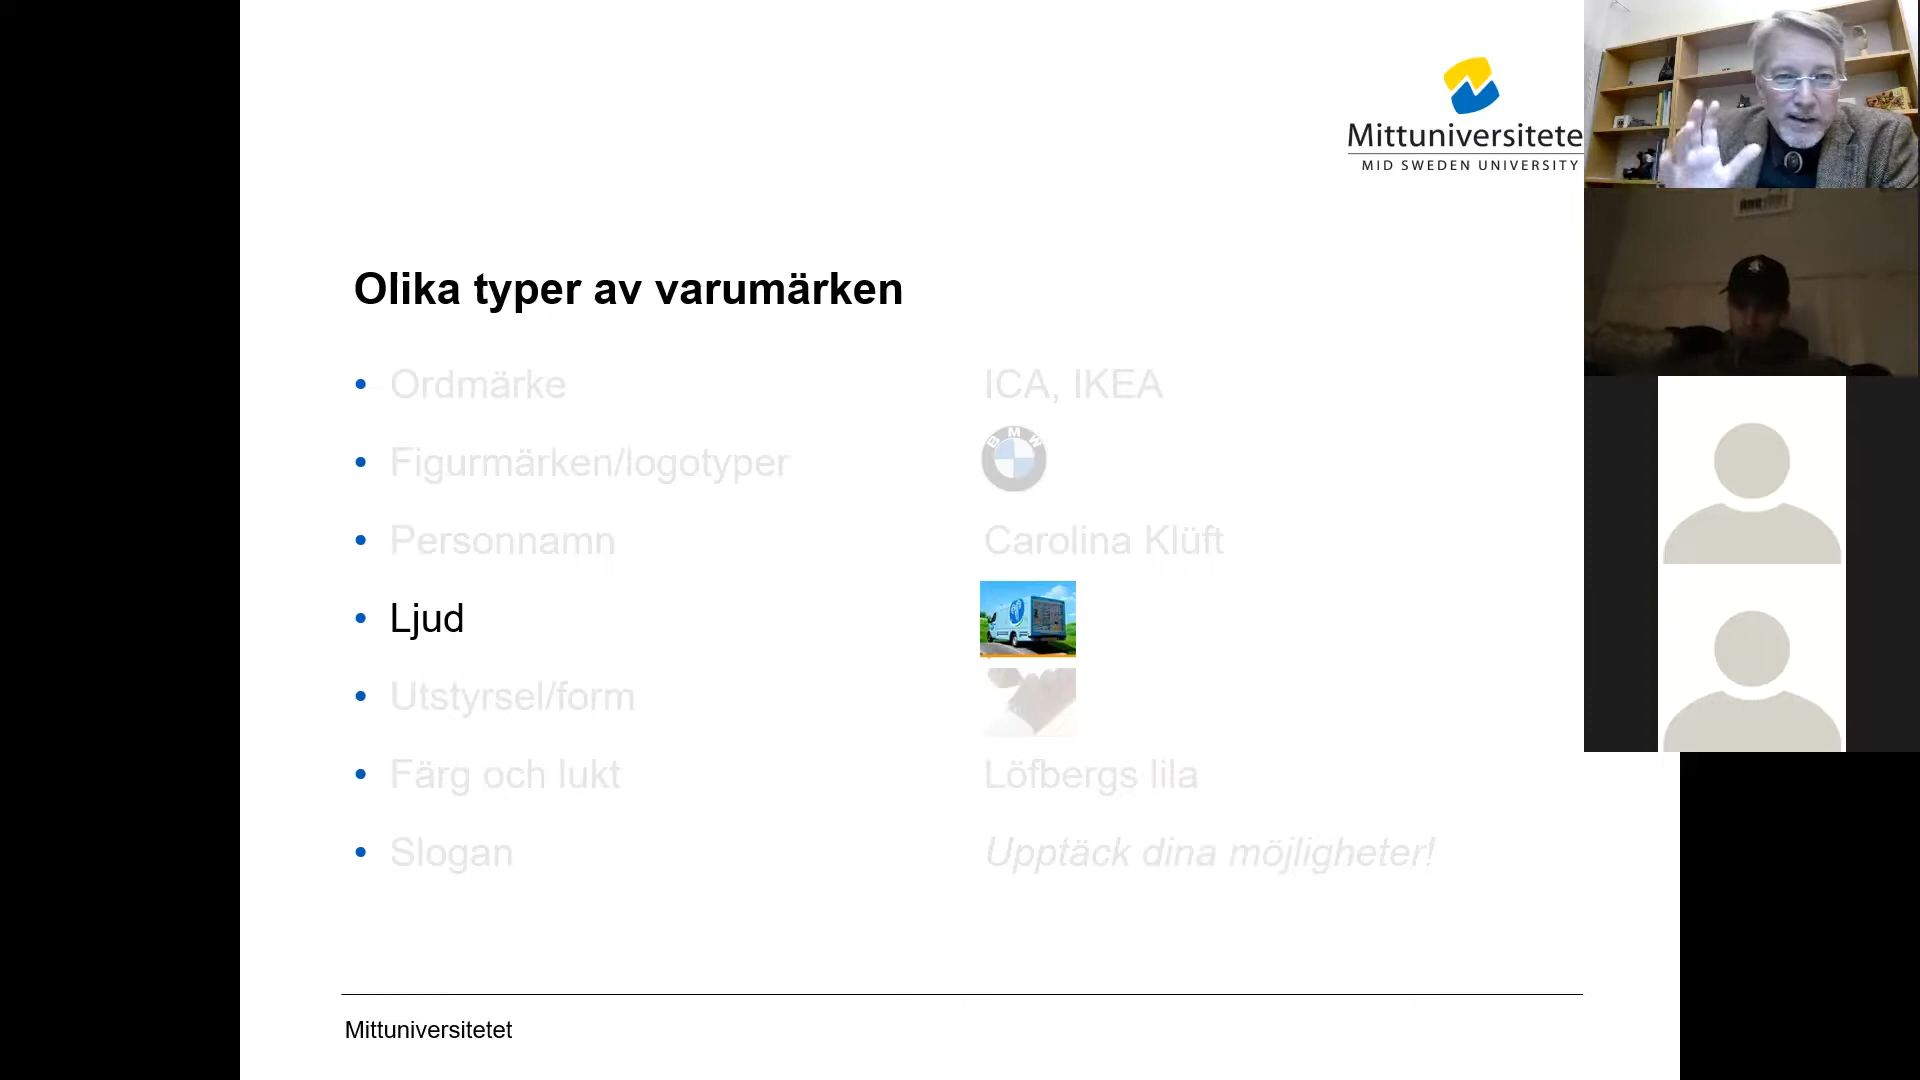 Mittuniversitete
MID SWEDEN UNIVERSITY
Olika typer av varumärken
• Ordmärke ICA, IKEA
• Figurmärken/logotyper BMW
• Personnamn Carolina Klüft
• Ljud
• Utstyrsel/form
• Färg och lukt Löfbergs lila
• Slogan Upptäck dina möjligheter!
Mittuniversitetet